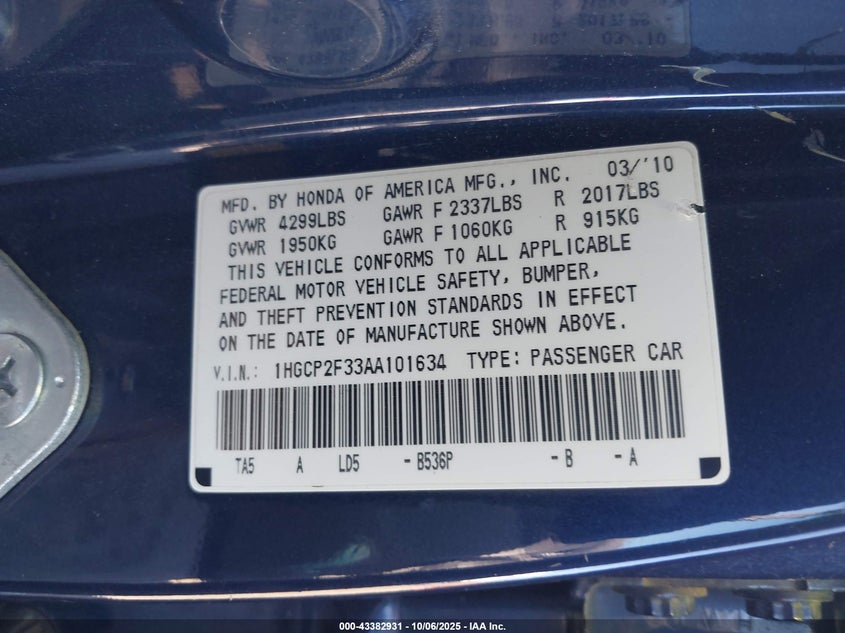 MFD. BY HONDA OF AMERICA MFG., INC. 03/'10
GVWR 4299LBS GAWR F 2337LBS R 2017LBS
GVWR 1950KG GAWR F 1060KG R 915KG
THIS VEHICLE CONFORMS TO ALL APPLICABLE
FEDERAL MOTOR VEHICLE SAFETY, BUMPER,
AND THEFT PREVENTION STANDARDS IN EFFECT
ON THE DATE OF MANUFACTURE SHOWN ABOVE.
V.I.N.: 1HGCP2F33AA101634 TYPE: PASSENGER CAR
TA5 A LD5 - B536P - B - A
000-43382931 - 10/06/2025 - IAA Inc.